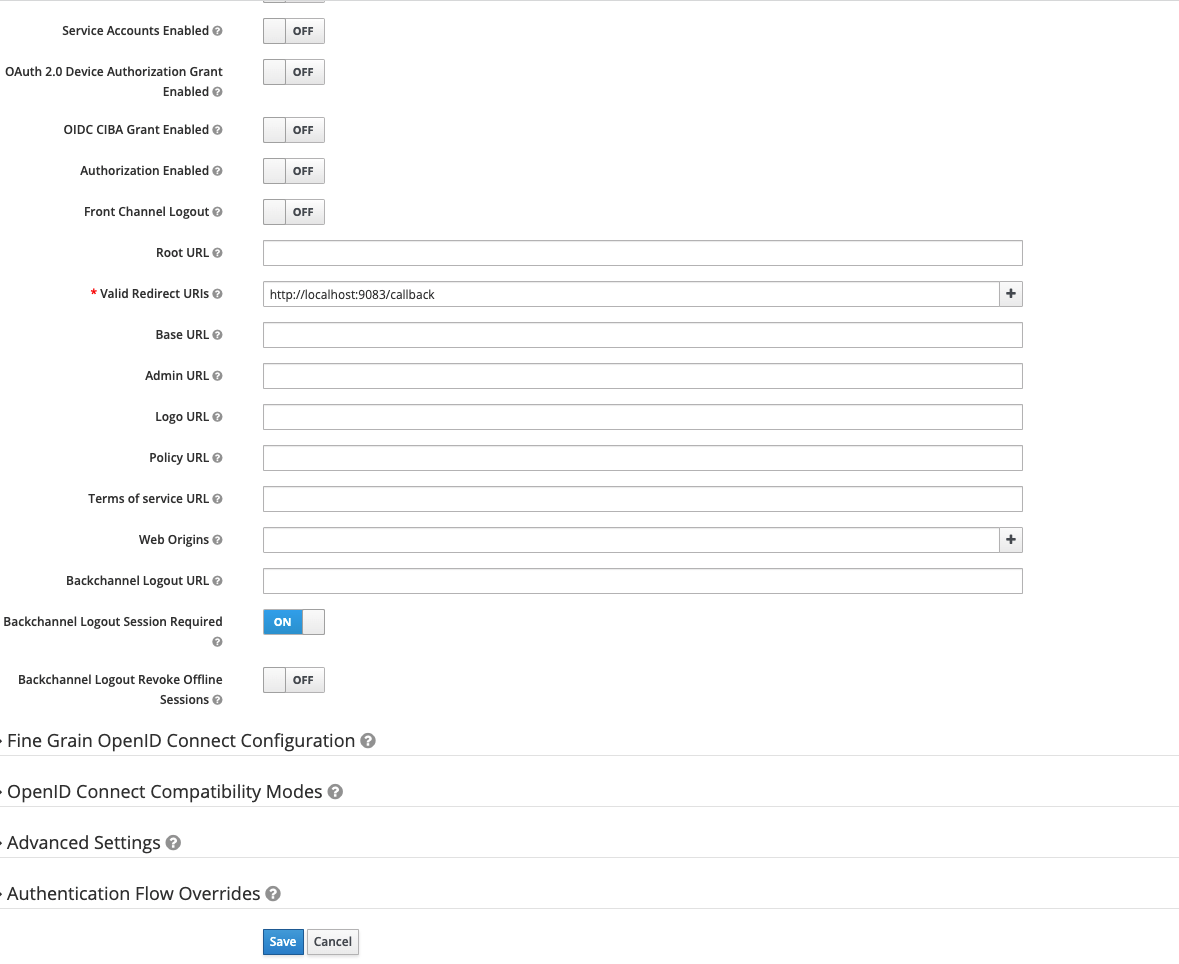 Service Accounts Enabled
OFF
OAuth 2.0 Device Authorization Grant
Enabled
OFF
OIDC CIBA Grant Enabled
OFF
Authorization Enabled
OFF
Front Channel Logout
OFF
Root URL
* Valid Redirect URIs
http://localhost:9083/callback
Base URL
Admin URL
Logo URL
Policy URL
Terms of service URL
Web Origins
Backchannel Logout URL
Backchannel Logout Session Required
ON
Backchannel Logout Revoke Offline
Sessions
OFF
Fine Grain OpenID Connect Configuration
OpenID Connect Compatibility Modes
Advanced Settings
Authentication Flow Overrides
Save Cancel